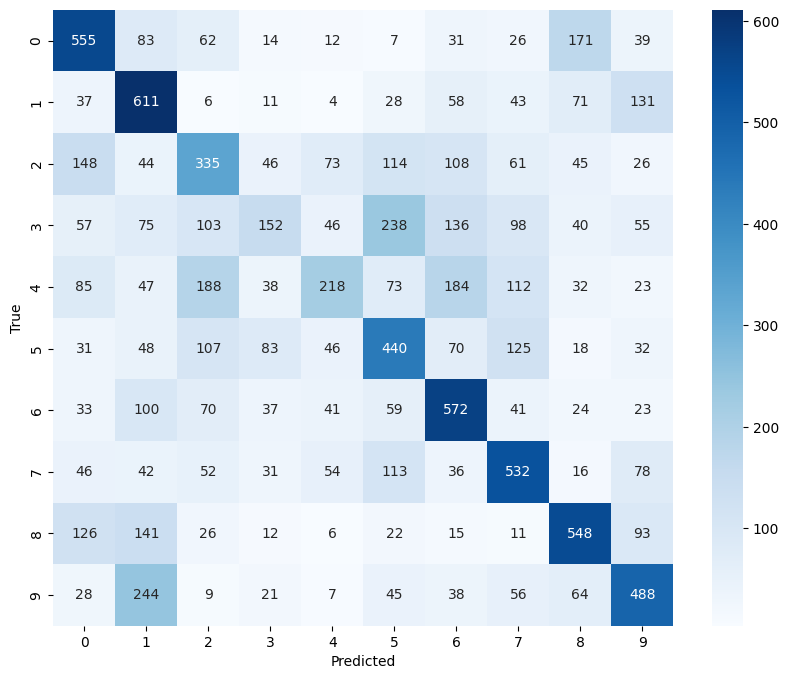 0 555 83 62 14 12 7 31 26 171 39
1 37 611 6 11 4 28 58 43 71 131
2 148 44 335 46 73 114 108 61 45 26
3 57 75 103 152 46 238 136 98 40 55
4 85 47 188 38 218 73 184 112 32 23
5 31 48 107 83 46 440 70 125 18 32
6 33 100 70 37 41 59 572 41 24 23
7 46 42 52 31 54 113 36 532 16 78
8 126 141 26 12 6 22 15 11 548 93
9 28 244 9 21 7 45 38 56 64 488
0 1 2 3 4 5 6 7 8 9
True
Predicted
600
500
400
300
200
100